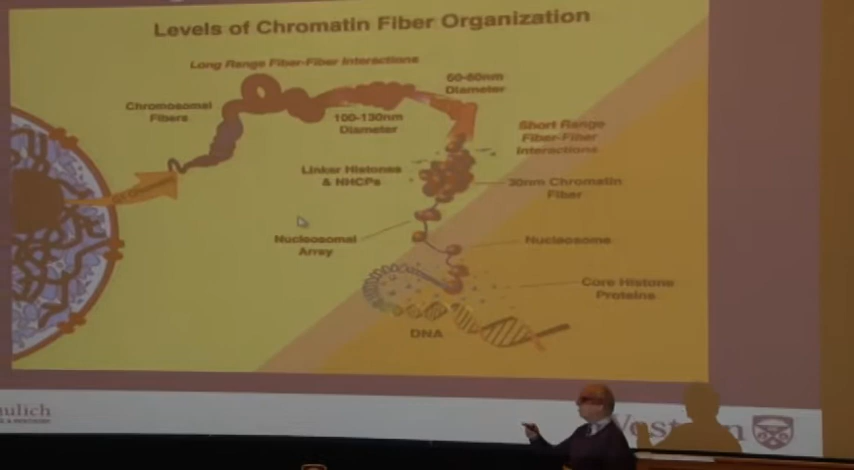 Levels of Chromatin Fiber Organization
Long Range Fiber-Fiber Interactions
60-80nm
Diameter
Chromosomal
Fibers
100-130nm
Diameter
Short Range
Fiber-Fiber
Interactions
Linker Histones
& NHCPs
30nm Chromatin
Fiber
Nucleosomal
Array
Nucleosome
Core Histone
Proteins
DNA
ulich